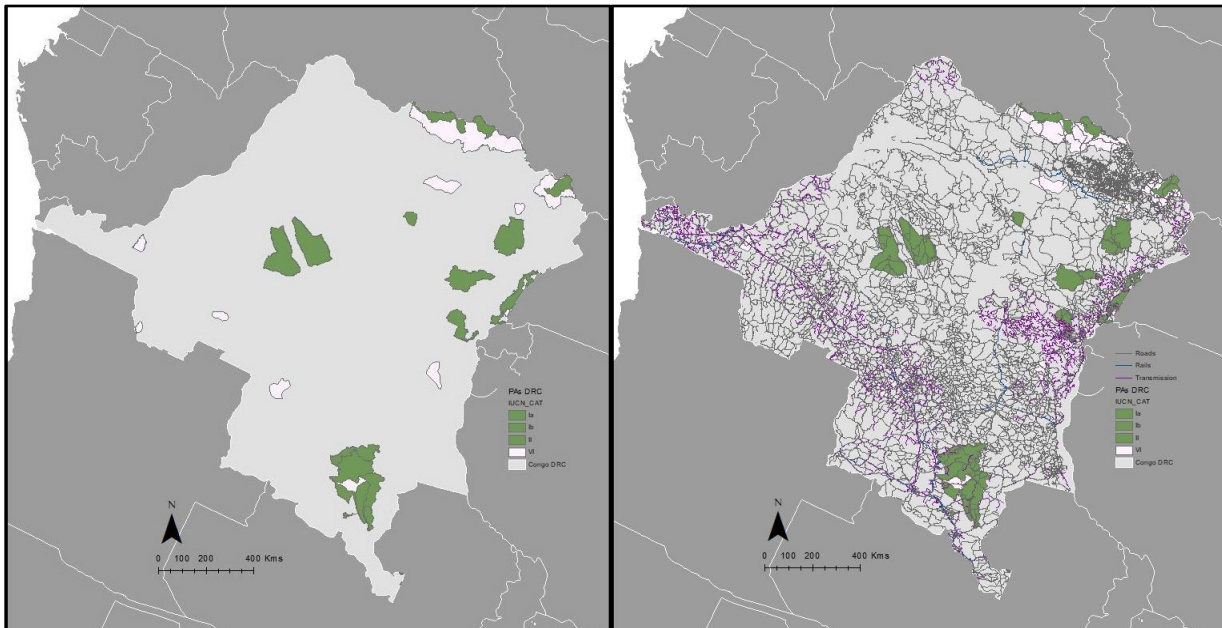 PAs DRC
IUCN_CAT
Ia
Ib
II
VI
Congo DRC
N
0 100 200 400 Kms
Roads
Rails
Transmission
PAs DRC
IUCN_CAT
Ia
Ib
II
VI
Congo DRC
N
0 100 200 400 Kms